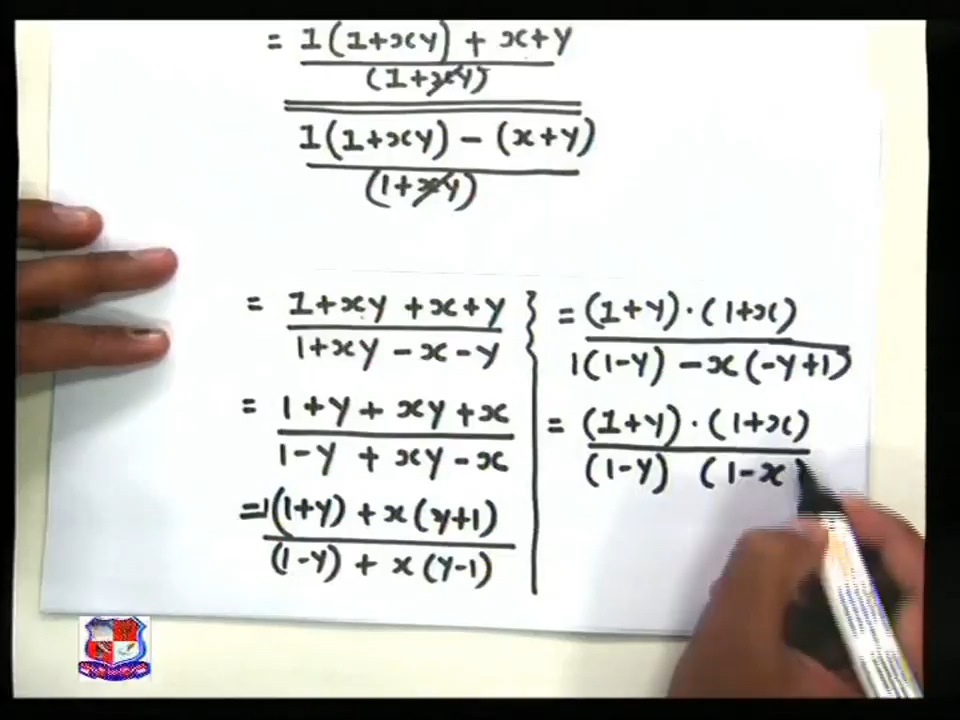 = 1(1+xy) + x+y
(1+xy)
1(1+xy) - (x+y)
(1+xy)
= 1+xy +x+y
1+xy -x-y
= 1+y + xy+x
1-y + xy-x
=1(1+y) + x(y+1)
(1-y) + x(y-1)
= (1+y)·(1+x)
1(1-y) -x(-y+1)
= (1+y)·(1+x)
(1-y) (1-x)